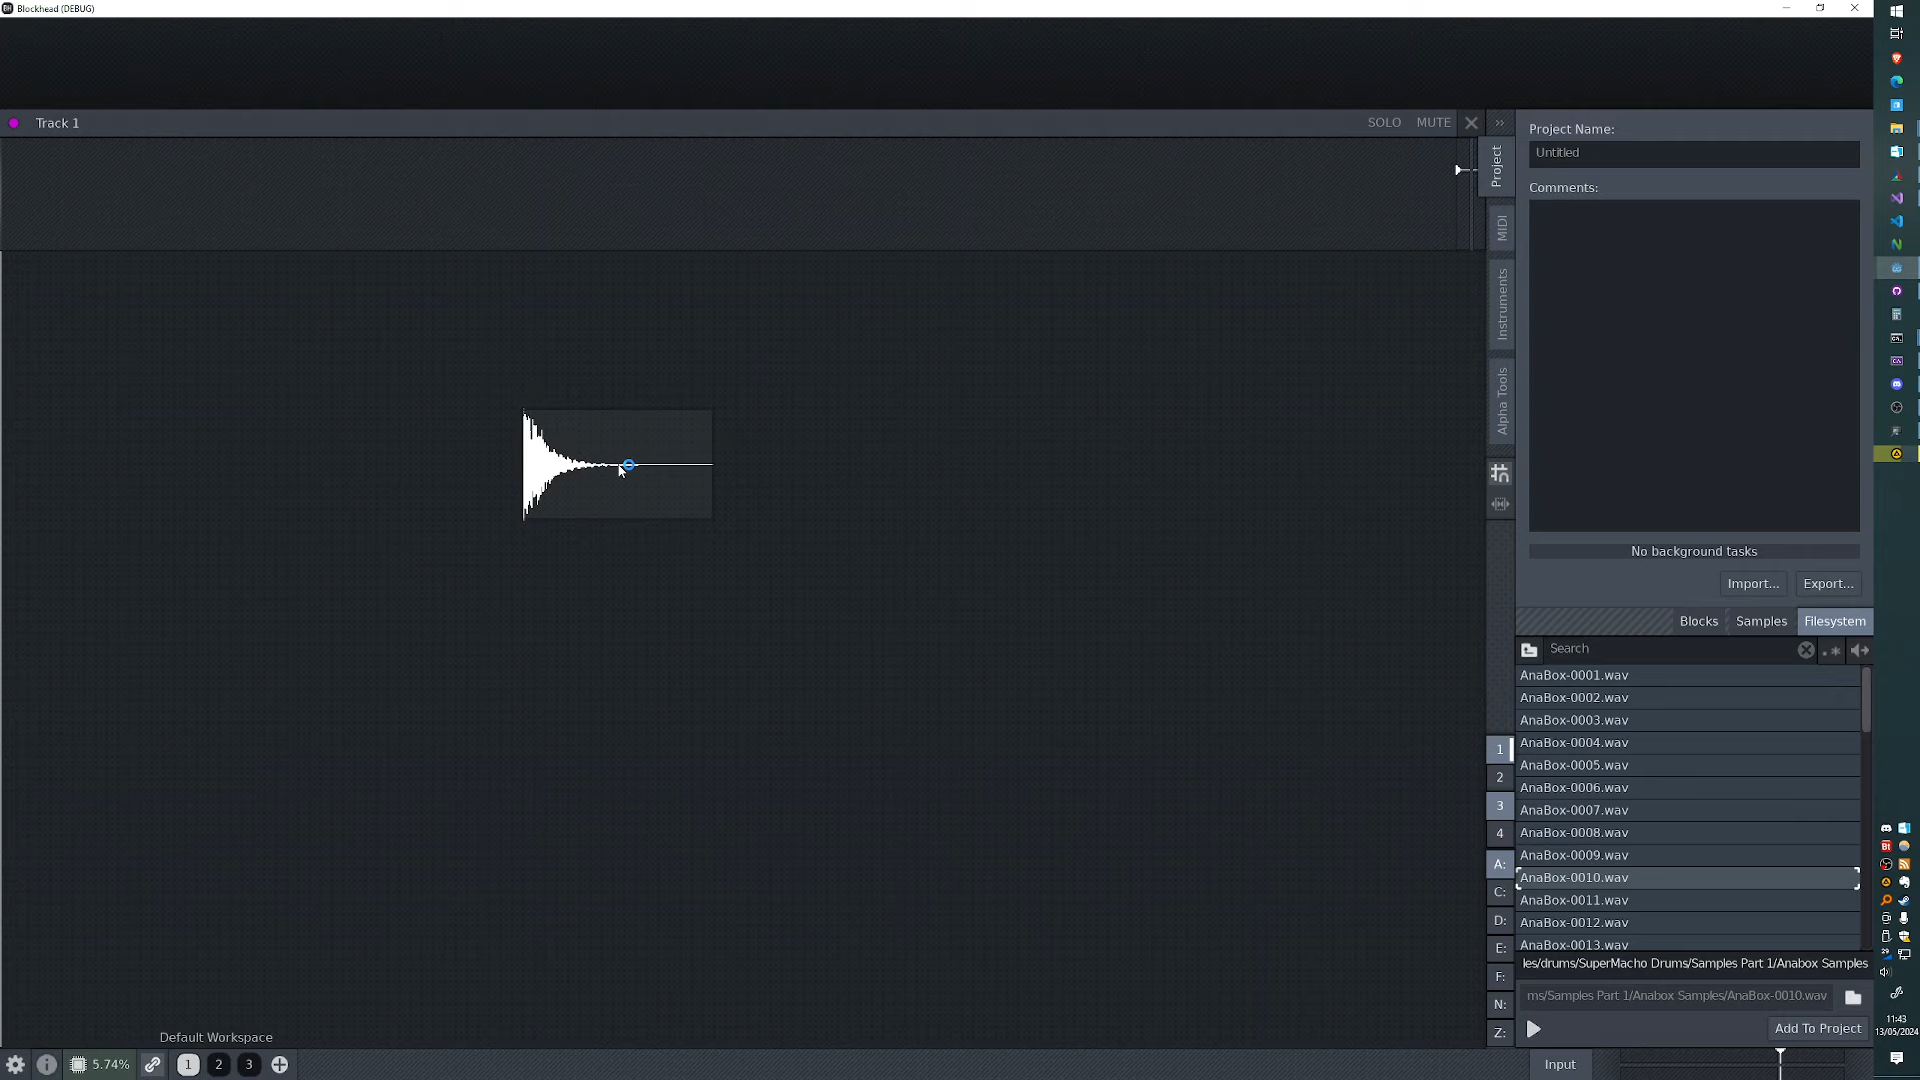 Blockhead (DEBUG)
Track 1
SOLO
MUTE
Project
MIDI
Instruments
Alpha Tools
Project Name:
Untitled
Comments:
No background tasks
Import...
Export...
Blocks
Samples
Filesystem
Search
AnaBox-0001.wav
AnaBox-0002.wav
AnaBox-0003.wav
AnaBox-0004.wav
AnaBox-0005.wav
AnaBox-0006.wav
AnaBox-0007.wav
AnaBox-0008.wav
AnaBox-0009.wav
AnaBox-0010.wav
AnaBox-0011.wav
AnaBox-0012.wav
AnaBox-0013.wav
1
2
3
4
A:
C:
D:
E:
F:
N:
Z:
les/drums/SuperMacho Drums/Samples Part 1/Anabox Samples
ms/Samples Part 1/Anabox Samples/AnaBox-0010.wav
Add To Project
Default Workspace
5.74%
1
2
3
Input
11:43
13/05/2024